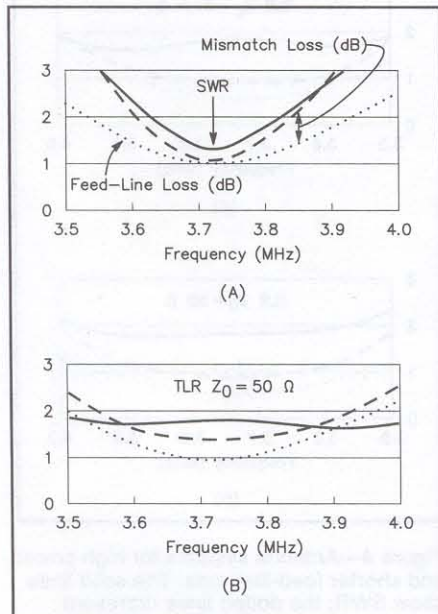 Mismatch Loss (dB)
3
SWR
2
1
Feed-Line Loss (dB)
0
3.5 3.6 3.7 3.8 3.9 4.0
Frequency (MHz)
(A)
3
TLR Z0 = 50 Ω
2
1
0
3.5 3.6 3.7 3.8 3.9 4.0
Frequency (MHz)
(B)